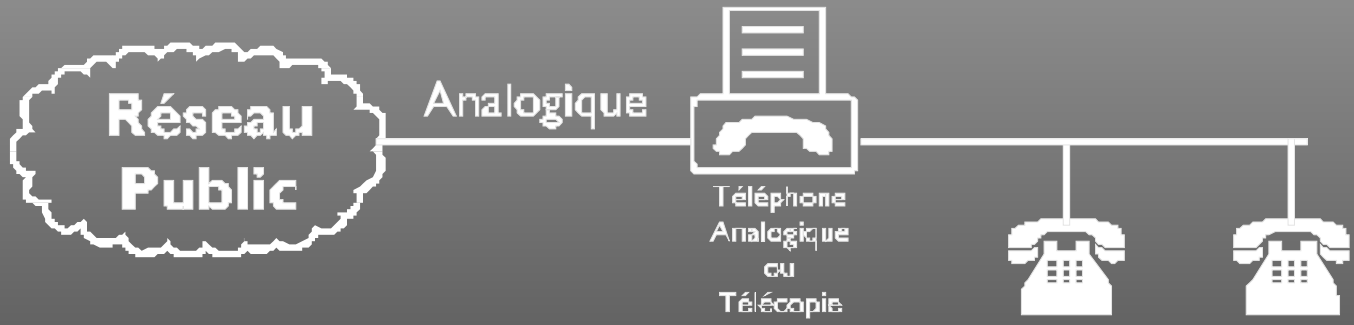 Réseau
Public
Analogique
Téléphone
Analogique
ou
Télécopie